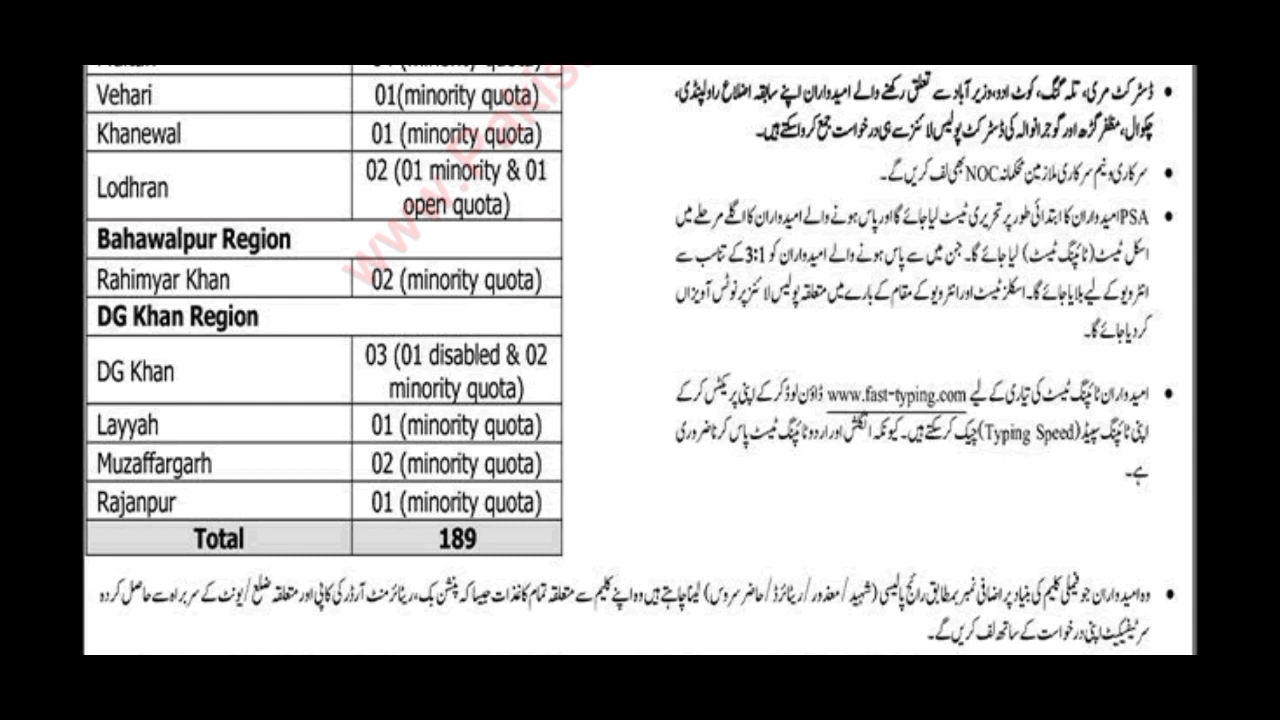 Vehari 01(minority quota)
Khanewal 01 (minority quota)
Lodhran 02 (01 minority & 01
open quota)
Bahawalpur Region
Rahimyar Khan 02 (minority quota)
DG Khan Region
DG Khan 03 (01 disabled & 02
minority quota)
Layyah 01 (minority quota)
Muzaffargarh 02 (minority quota)
Rajanpur 01 (minority quota)
Total 189
• ڈسٹرکٹ مری، تلہ گنگ، کوٹ ادو، وزیر آباد سے تعلق رکھنے والے امیدواران اپنے سابقہ اضلاع راولپنڈی،
چکوال، مظفر گڑھ اور گوجرانوالہ کی ڈسٹرکٹ پولیس لائنز سے ہی درخواست جمع کرواسکتے ہیں۔
• سرکاری و نیم سرکاری ملازمین محکمانہ NOC بھی لف کریں گے۔
• PSA امیدواران کا ابتدائی طور پر تحریری ٹیسٹ لیا جائے گا اور پاس ہونے والے امیدواران کا اگلے مرحلے میں
اسکل ٹیسٹ (ٹائپنگ ٹیسٹ) لیا جائے گا۔ جن میں سے پاس ہونے والے امیدواران کو 3:1 کے تناسب سے
انٹرویو کے لیے بلایا جائے گا۔ اسکلز ٹیسٹ اور انٹرویو کے مقام کے بارے میں متعلقہ پولیس لائنز پر نوٹس آویزاں
کر دیا جائے گا۔
• امیدواران ٹائپنگ ٹیسٹ کی تیاری کے لیے www.fast-typing.com ڈاؤن لوڈ کر کے اپنی پریکٹس کر کے
اپنی ٹائپنگ سپیڈ (Typing Speed) چیک کر سکتے ہیں۔ کیونکہ انگلش اور اردو ٹائپنگ ٹیسٹ پاس کرنا ضروری
ہے۔
• وہ امیدواران جو فیملی کلیم کی بنیاد پر اضافی نمبر بمطابق رائج پالیسی (شہید / معذور / ریٹائرڈ / حاضر سروس) لینا چاہتے ہیں وہ اپنے کلیم سے متعلقہ تمام کاغذات جیسا کہ پنشن بک، ریٹائرمنٹ آرڈر کی کاپی اور متعلقہ ضلع / یونٹ کے سربراہ سے حاصل کردہ
سرٹیفیکیٹ اپنی درخواست کے ساتھ لف کریں گے۔
www.Pakis